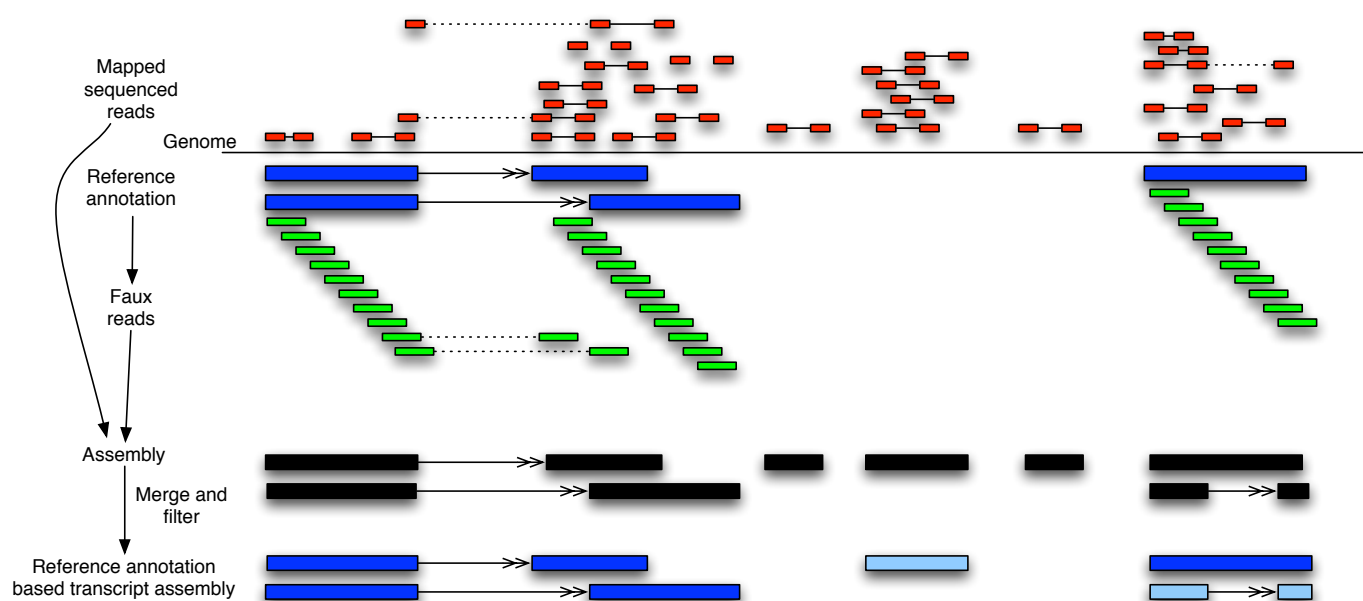 Mapped
sequenced
reads
Genome
Reference
annotation
Faux
reads
Assembly
Merge and
filter
Reference annotation
based transcript assembly